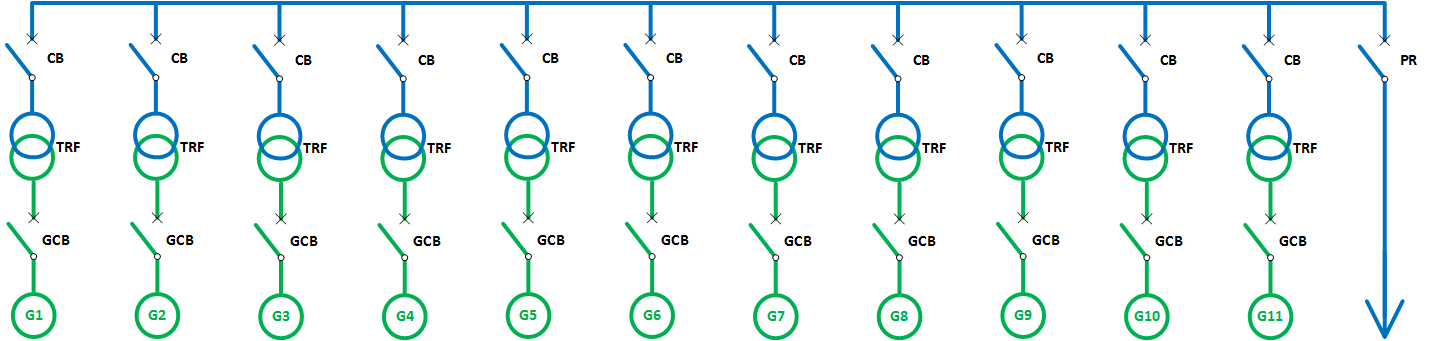 CB CB CB CB CB CB CB CB CB CB CB PR
TRF TRF TRF TRF TRF TRF TRF TRF TRF TRF TRF
GCB GCB GCB GCB GCB GCB GCB GCB GCB GCB GCB
G1 G2 G3 G4 G5 G6 G7 G8 G9 G10 G11